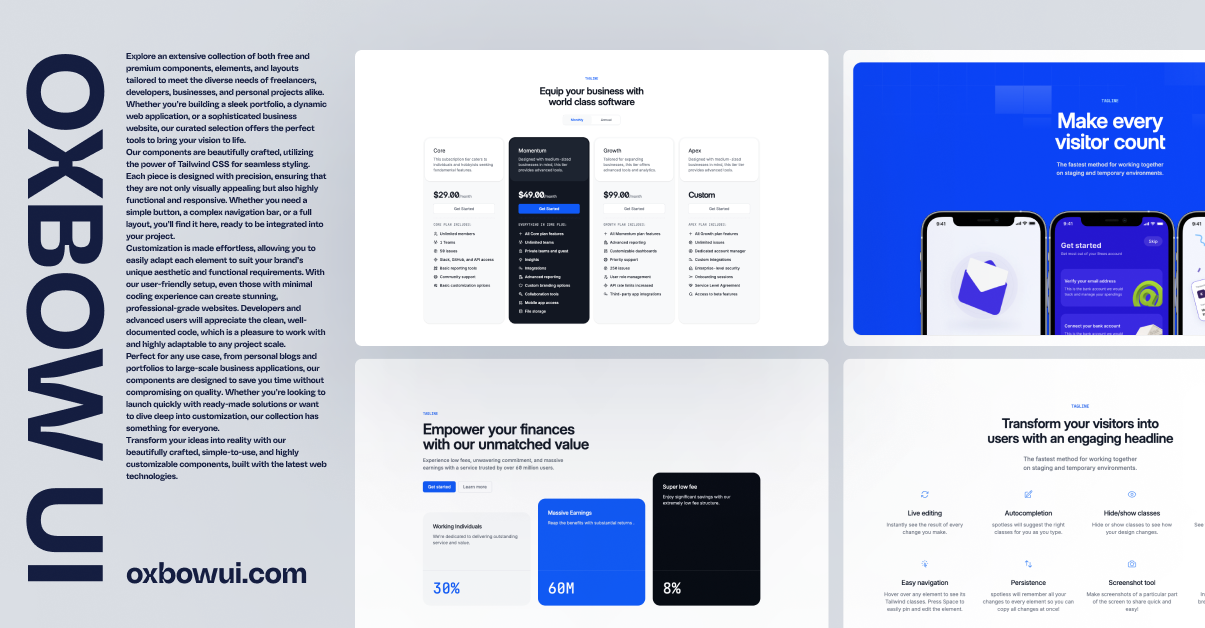 OXBOW UI
Explore an extensive collection of both free and
premium components, elements, and layouts
tailored to meet the diverse needs of freelancers,
developers, businesses, and personal projects alike.
Whether you're building a sleek portfolio, a dynamic
web application, or a sophisticated business
website, our curated selection offers the perfect
tools to bring your vision to life.
Our components are beautifully crafted, utilizing
the power of Tailwind CSS for seamless styling.
Each piece is designed with precision, ensuring that
they are not only visually appealing but also highly
functional and responsive. Whether you need a
simple button, a complex navigation bar, or a full
layout, you'll find it here, ready to be integrated into
your project.
Customization is made effortless, allowing you to
easily adapt each element to suit your brand's
unique aesthetic and functional requirements. With
our user-friendly setup, even those with minimal
coding experience can create stunning,
professional-grade websites. Developers and
advanced users will appreciate the clean, well-
documented code, which is a pleasure to work with
and highly adaptable to any project scale.
Perfect for any use case, from personal blogs and
portfolios to large-scale business applications, our
components are designed to save you time without
compromising on quality. Whether you're looking to
launch quickly with ready-made solutions or want
to dive deep into customization, our collection has
something for everyone.
Transform your ideas into reality with our
beautifully crafted, simple-to-use, and highly
customizable components, built with the latest web
technologies.
oxbowui.com
TAGLINE
Equip your business with
world class software
Monthly Annual
Core
This subscription tier caters to
individuals and hobbyists seeking
fundamental features.
$29.00/month
Get Started
CORE PLAN INCLUDES:
Unlimited members
3 Teams
50 Issues
Slack, GitHub, and API access
Basic reporting tools
Community support
Basic customization options
Momentum
Designed with medium-sized
businesses in mind, this tier
provides advanced tools.
$49.00/month
Get Started
EVERYTHING IN CORE PLUS:
All Core plan features
Unlimited teams
Private teams and guest
Insights
Integrations
Advanced reporting
Custom branding options
Collaboration tools
Mobile app access
File storage
Growth
Tailored for expanding
businesses, this tier offers
advanced tools and analytics.
$99.00/month
Get Started
GROWTH PLAN INCLUDES:
All Momentum plan features
Advanced reporting
Customizable dashboards
Priority support
250 Issues
User role management
API rate limits increased
Third-party app integrations
Apex
Designed with medium-sized
businesses in mind, this tier
provides advanced tools.
Custom
Get Started
APEX PLAN INCLUDES:
All Growth plan features
Unlimited issues
Dedicated account manager
Custom integrations
Enterprise-level security
Onboarding sessions
Service Level Agreement
Access to beta features
TAGLINE
Make every
visitor count
The fastest method for working together
on staging and temporary environments.
9:41
9:41
Skip
Get started
Verify your email address
This is the bank account we would
Connect your bank account
9:41
TAGLINE
Empower your finances
with our unmatched value
Experience low fees, unwavering commitment, and massive
earnings with a service trusted by over 60 million users.
Get started Learn more
Working Individuals
We're dedicated to delivering outstanding
service and value.
30%
Massive Earnings
Reap the benefits with substantial returns .
60M
Super low fee
Enjoy significant savings with our
extremely low fee structure.
8%
TAGLINE
Transform your visitors into
users with an engaging headline
The fastest method for working together
on staging and temporary environments.
Live editing
Instantly see the result of every
change you make.
Autocompletion
spotless will suggest the right
classes for you as you type.
Hide/show classes
Hide or show classes to see how
your design changes.
Easy navigation
Hover over any element to see its
Tailwind classes. Press Space to
easily pin and edit the element.
Persistence
spotless will remember all your
changes to every element so you can
copy all changes at once!
Screenshot tool
Make screenshots of a particular part
of the screen to share quick and
easy!